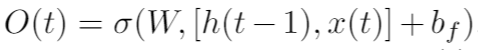 O(t) = σ(W, [h(t − 1), x(t)] + b_f)